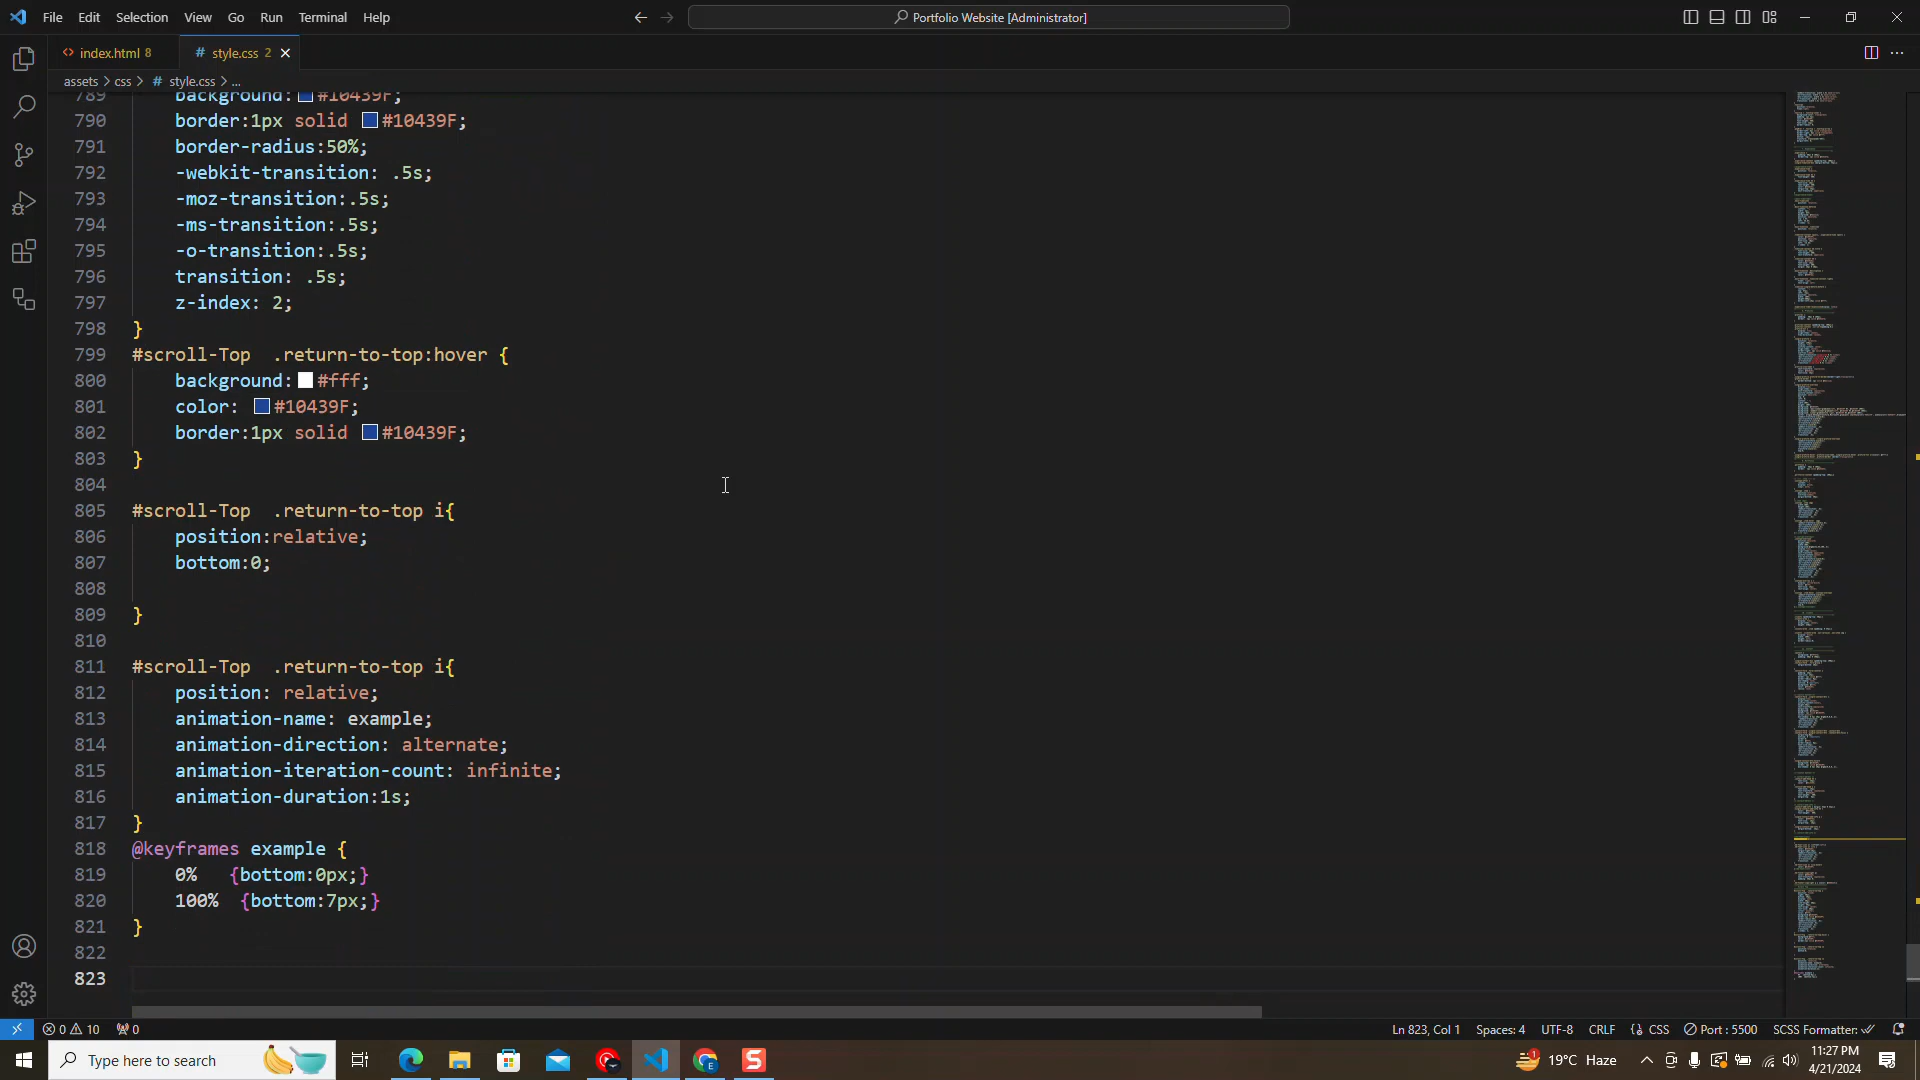 File Edit Selection View Go Run Terminal Help
Portfolio Website [Administrator]
index.html 8
style.css 2
assets > css > # style.css > ...
789 background: #10439F;
790 border:1px solid #10439F;
791 border-radius:50%;
792 -webkit-transition: .5s;
793 -moz-transition:.5s;
794 -ms-transition:.5s;
795 -o-transition:.5s;
796 transition: .5s;
797 z-index: 2;
798 }
799 #scroll-Top .return-to-top:hover {
800 background: #fff;
801 color: #10439F;
802 border:1px solid #10439F;
803 }
804
805 #scroll-Top .return-to-top i{
806 position:relative;
807 bottom:0;
808
809 }
810
811 #scroll-Top .return-to-top i{
812 position: relative;
813 animation-name: example;
814 animation-direction: alternate;
815 animation-iteration-count: infinite;
816 animation-duration:1s;
817 }
818 @keyframes example {
819 0% {bottom:0px;}
820 100% {bottom:7px;}
821 }
822
823
0 10 0
Ln 823, Col 1 Spaces: 4 UTF-8 CRLF {} CSS Port : 5500 SCSS Formatter:
Type here to search
1 19°C Haze
11:27 PM
4/21/2024